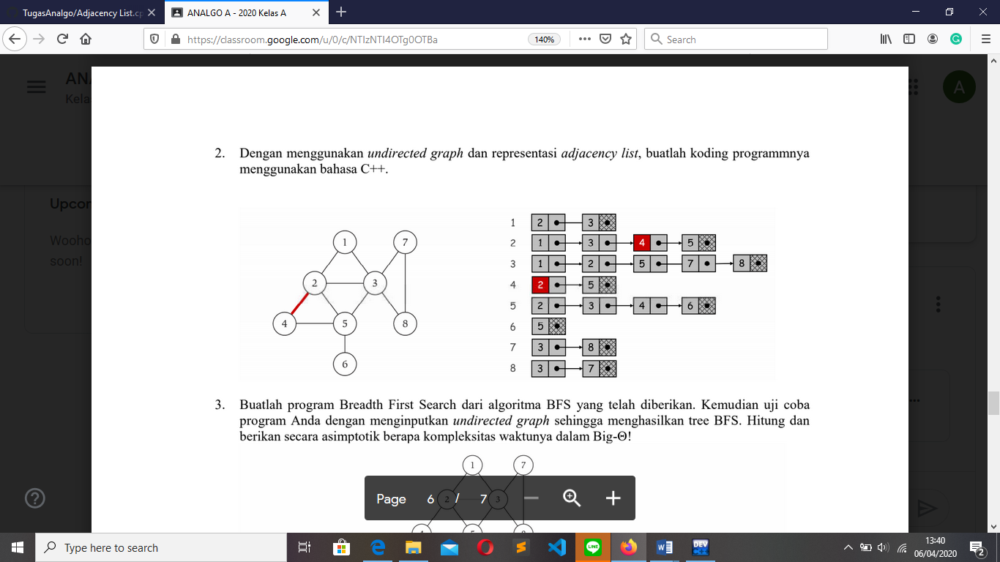 TugasAnalgo/Adjacency List.cp
ANALGO A - 2020 Kelas A
https://classroom.google.com/u/0/c/NTIzNTI4OTg0OTBa
140%
Search
ANA
Kela
A
Upcor
Wooho
soon!
2. Dengan menggunakan undirected graph dan representasi adjacency list, buatlah koding programmnya
menggunakan bahasa C++.
1 7
2 3
4 5 8
6
1 2 3
2 1 3 4 5
3 1 2 5 7 8
4 2 5
5 2 3 4 6
6 5
7 3 8
8 3 7
3. Buatlah program Breadth First Search dari algoritma BFS yang telah diberikan. Kemudian uji coba
program Anda dengan menginputkan undirected graph sehingga menghasilkan tree BFS. Hitung dan
berikan secara asimptotik berapa kompleksitas waktunya dalam Big-Θ!
1 7
2 3
Page 6 / 7
Type here to search
LINE
W
DEV
13:40
06/04/2020
2